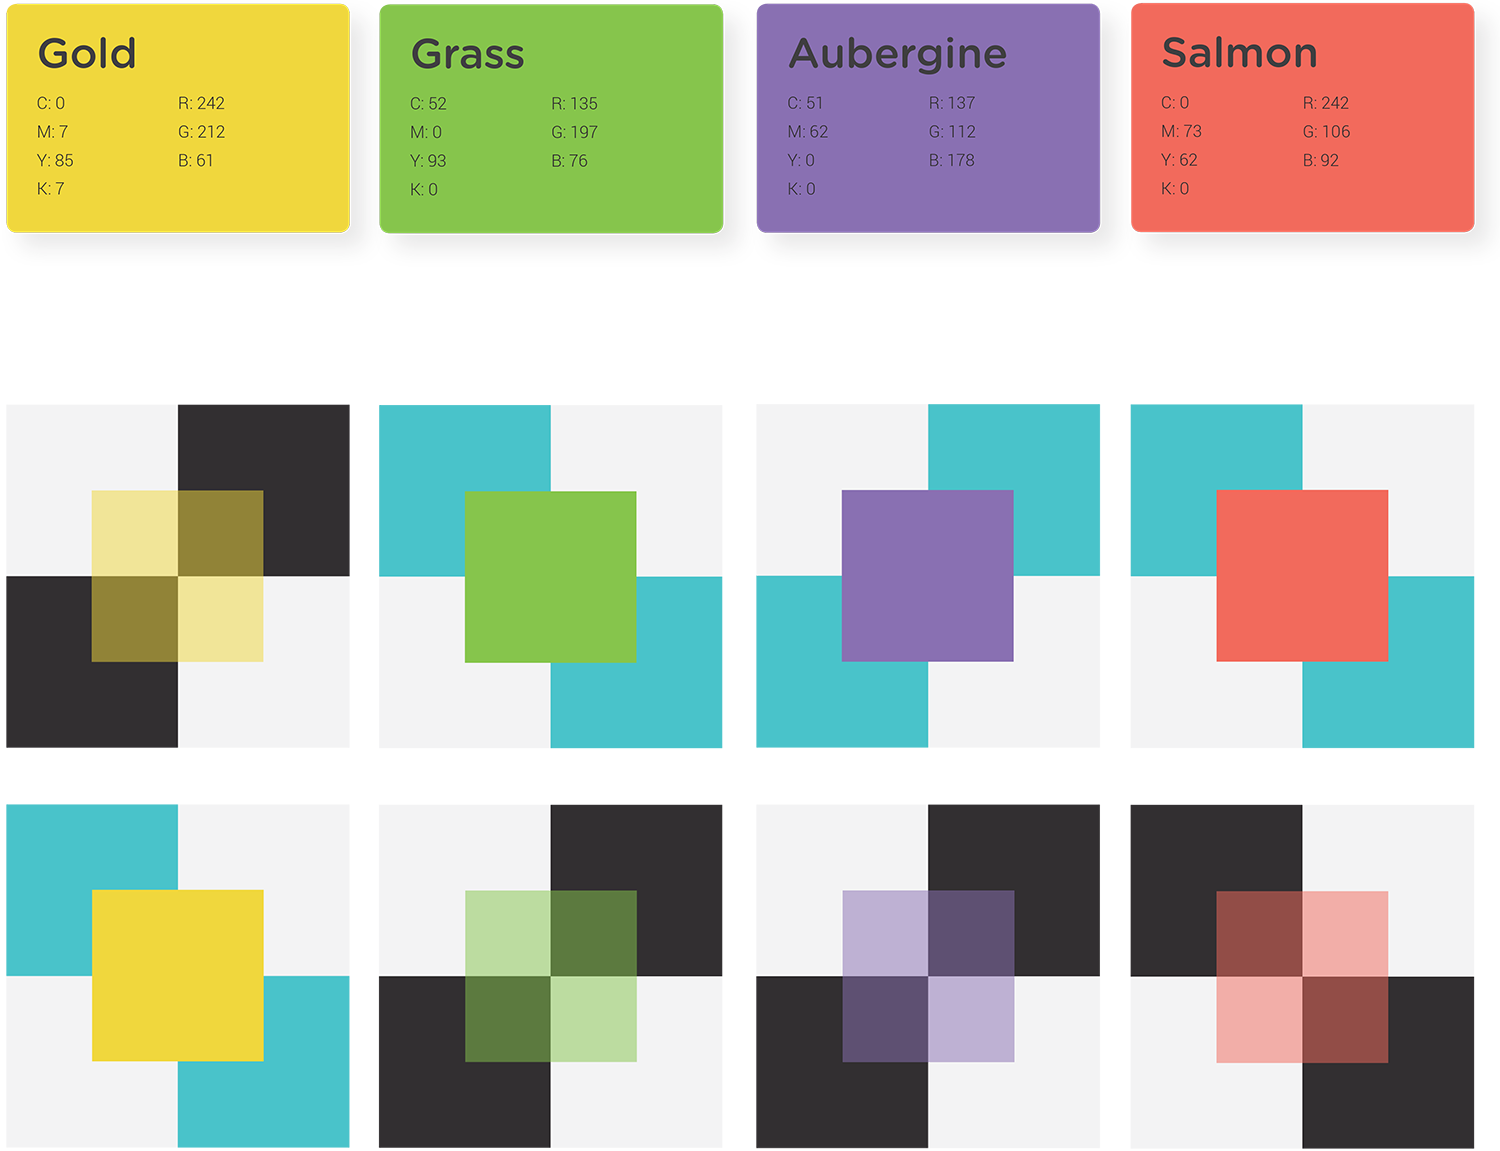 Gold
C: 0 R: 242
M: 7 G: 212
Y: 85 B: 61
K: 7
Grass
C: 52 R: 135
M: 0 G: 197
Y: 93 B: 76
K: 0
Aubergine
C: 51 R: 137
M: 62 G: 112
Y: 0 B: 178
K: 0
Salmon
C: 0 R: 242
M: 73 G: 106
Y: 62 B: 92
K: 0